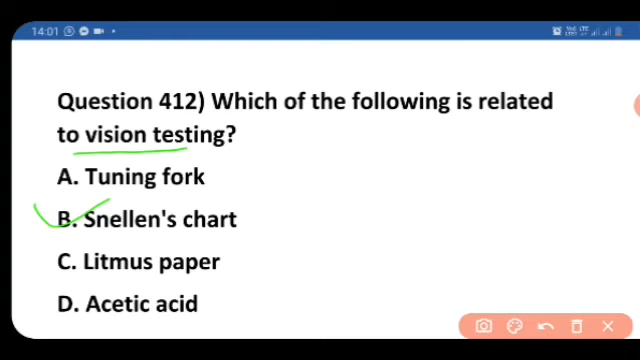 14:01
Question 412) Which of the following is related
to vision testing?
A. Tuning fork
B. Snellen's chart
C. Litmus paper
D. Acetic acid